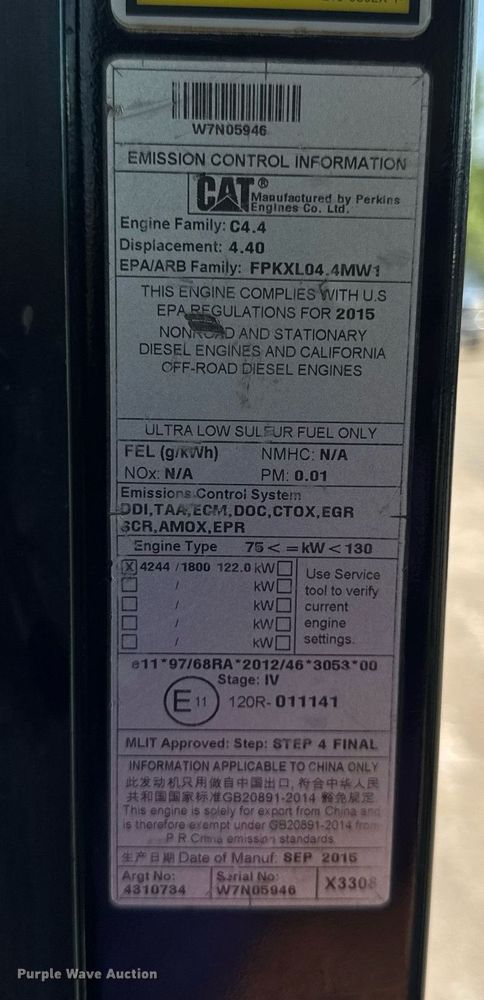 W7N05946
EMISSION CONTROL INFORMATION
CAT® Manufactured by Perkins
Engines Co. Ltd.
Engine Family: C4.4
Displacement: 4.40
EPA/ARB Family: FPKXL04.4MW1
THIS ENGINE COMPLIES WITH U.S
EPA REGULATIONS FOR 2015
NONROAD AND STATIONARY
DIESEL ENGINES AND CALIFORNIA
OFF-ROAD DIESEL ENGINES
ULTRA LOW SULFUR FUEL ONLY
FEL (g/kWh) NMHC: N/A
NOx: N/A PM: 0.01
Emissions Control System
DDI,TAA,ECM,DOC,CTOX,EGR
SCR,AMOX,EPR
Engine Type 75 < = kW < 130
X 4244 / 1800 122.0 kW
/ kW
/ kW
/ kW
/ kW
Use Service
tool to verify
current
engine
settings.
e11*97/68RA*2012/46*3053*00
Stage: IV
E 11 120R- 011141
MLIT Approved: Step: STEP 4 FINAL
INFORMATION APPLICABLE TO CHINA ONLY
此发动机只用做自中国出口, 符合中华人民
共和国国家标准GB20891-2014 豁免规定
This engine is solely for export from China and
is therefore exempt under GB20891-2014 from
P R China emission standards
生产日期 Date of Manuf: SEP 2015
Argt No: 4310734
Serial No: W7N05946
X3308
Purple Wave Auction